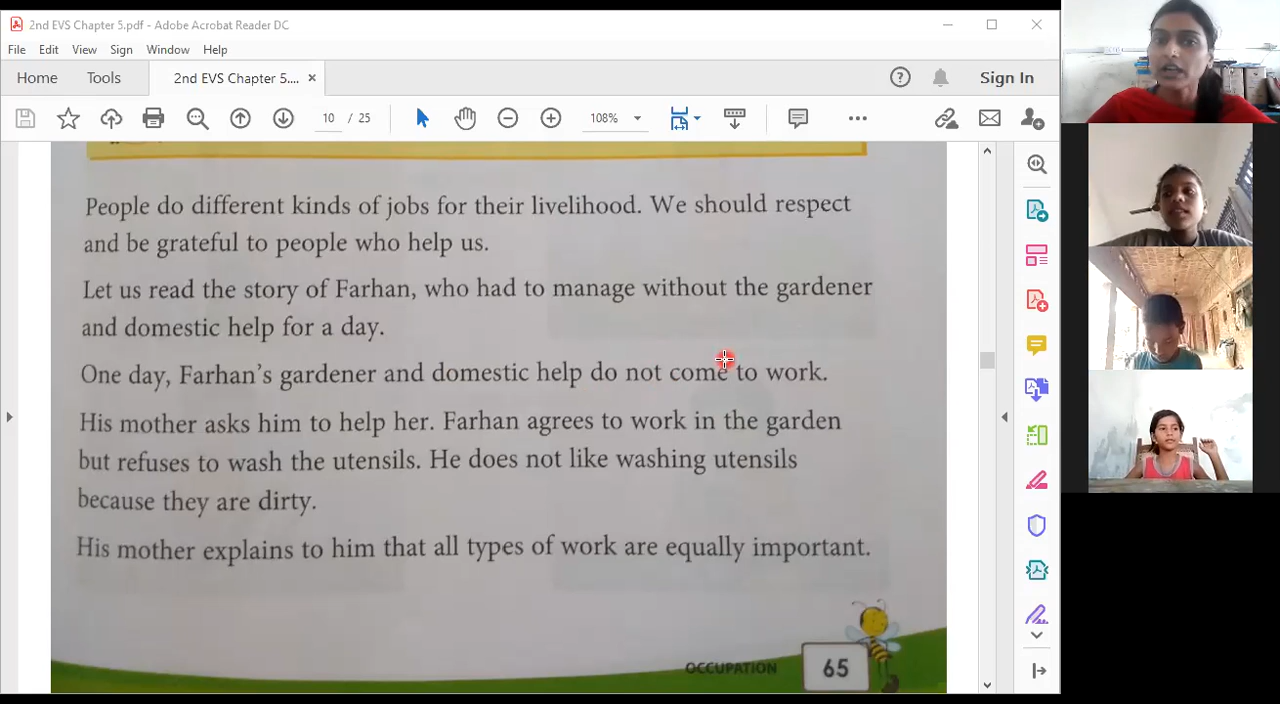 2nd EVS Chapter 5.pdf - Adobe Acrobat Reader DC
File Edit View Sign Window Help
Home Tools 2nd EVS Chapter 5.... × Sign In
10 / 25 108%
People do different kinds of jobs for their livelihood. We should respect
and be grateful to people who help us.
Let us read the story of Farhan, who had to manage without the gardener
and domestic help for a day.
One day, Farhan's gardener and domestic help do not come to work.
His mother asks him to help her. Farhan agrees to work in the garden
but refuses to wash the utensils. He does not like washing utensils
because they are dirty.
His mother explains to him that all types of work are equally important.
OCCUPATION 65